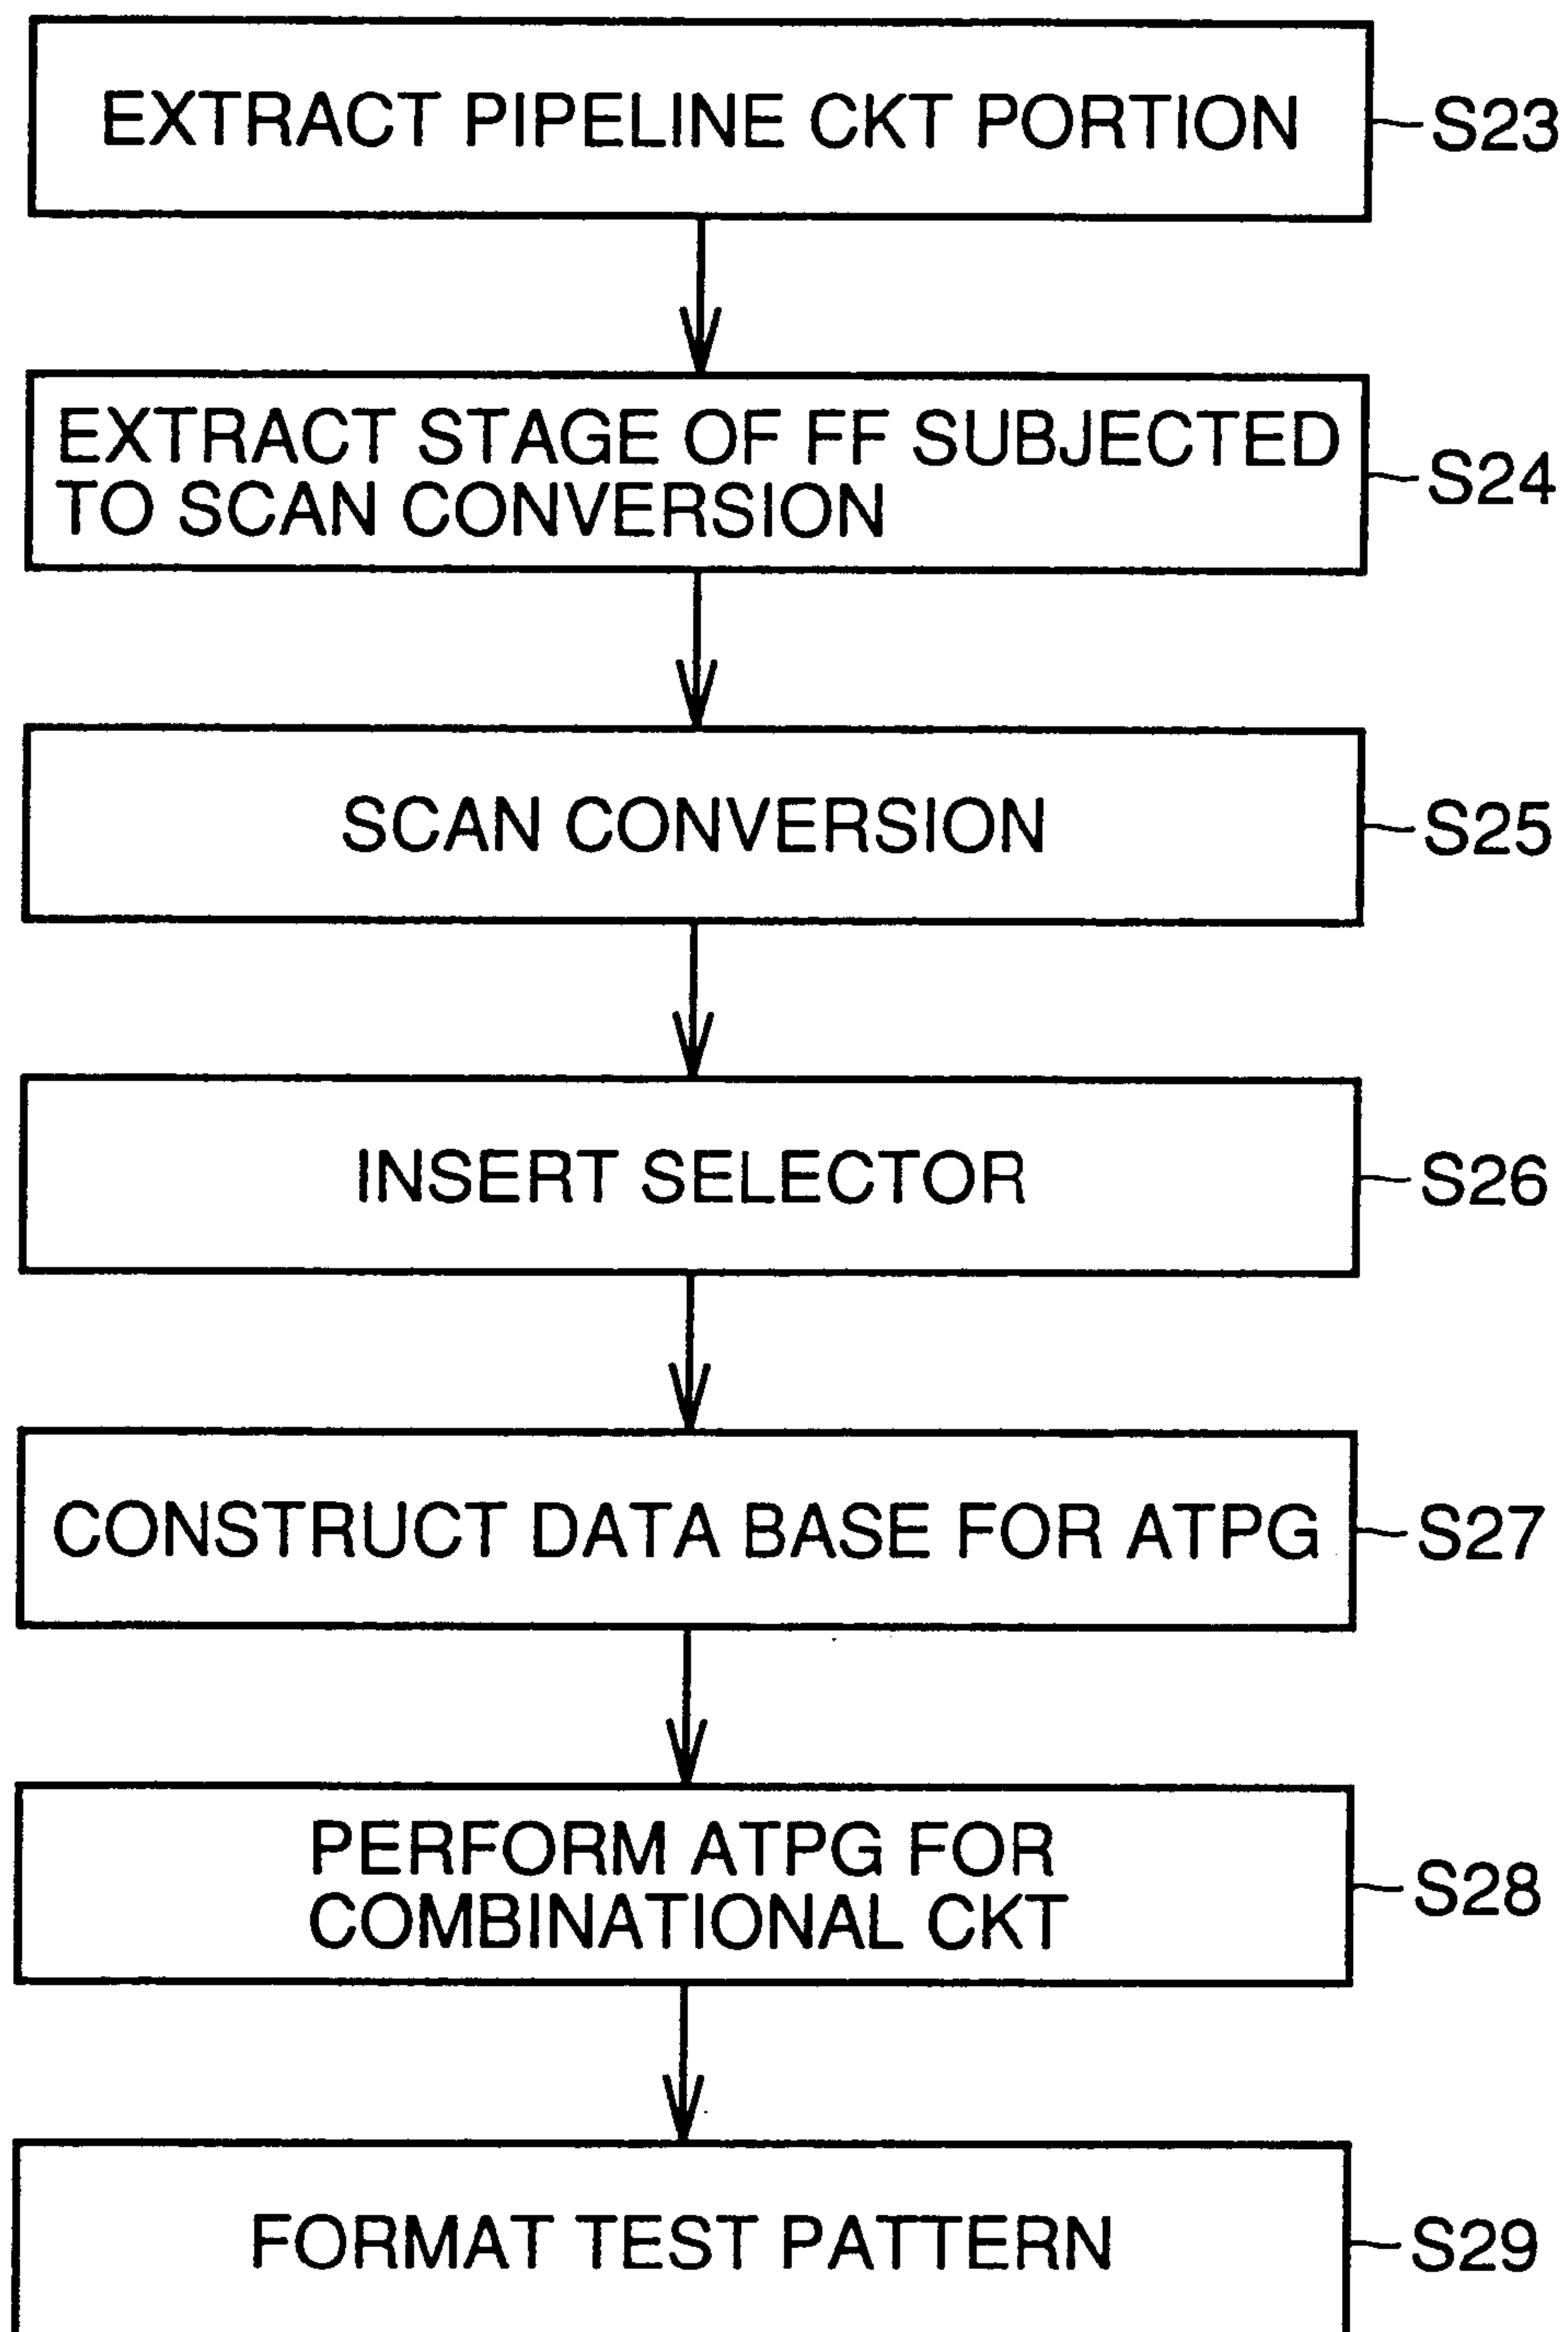 EXTRACT PIPELINE CKT PORTION
S23
EXTRACT STAGE OF FF SUBJECTED
TO SCAN CONVERSION
S24
SCAN CONVERSION
S25
INSERT SELECTOR
S26
CONSTRUCT DATA BASE FOR ATPG
S27
PERFORM ATPG FOR
COMBINATIONAL CKT
S28
FORMAT TEST PATTERN
S29